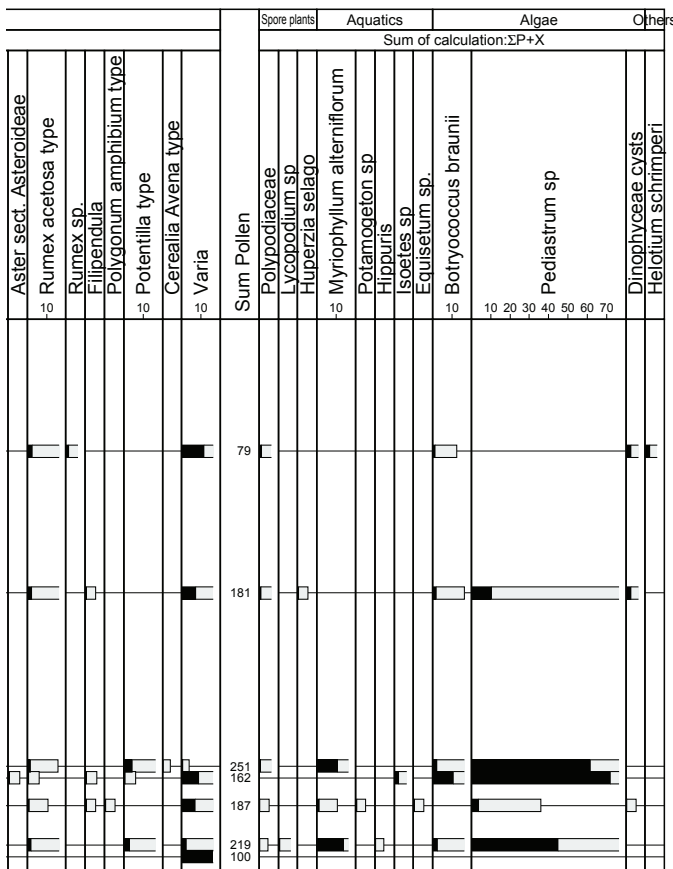 Spore plants Aquatics Algae Others
Sum of calculation:ΣP+X
Aster sect. Asteroideae
Rumex acetosa type
Rumex sp.
Filipendula
Polygonum amphibium type
Potentilla type
Cerealia Avena type
Varia
Sum Pollen
Polypodiaceae
Lycopodium sp
Huperzia selago
Myriophyllum alterniflorum
Potamogeton sp
Hippuris
Isoetes sp
Equisetum sp.
Botryococcus braunii
Pediastrum sp
Dinophyceae cysts
Helotium schrimperi
10 10 10 10 10 10 20 30 40 50 60 70
79
181
251
162
187
219
100